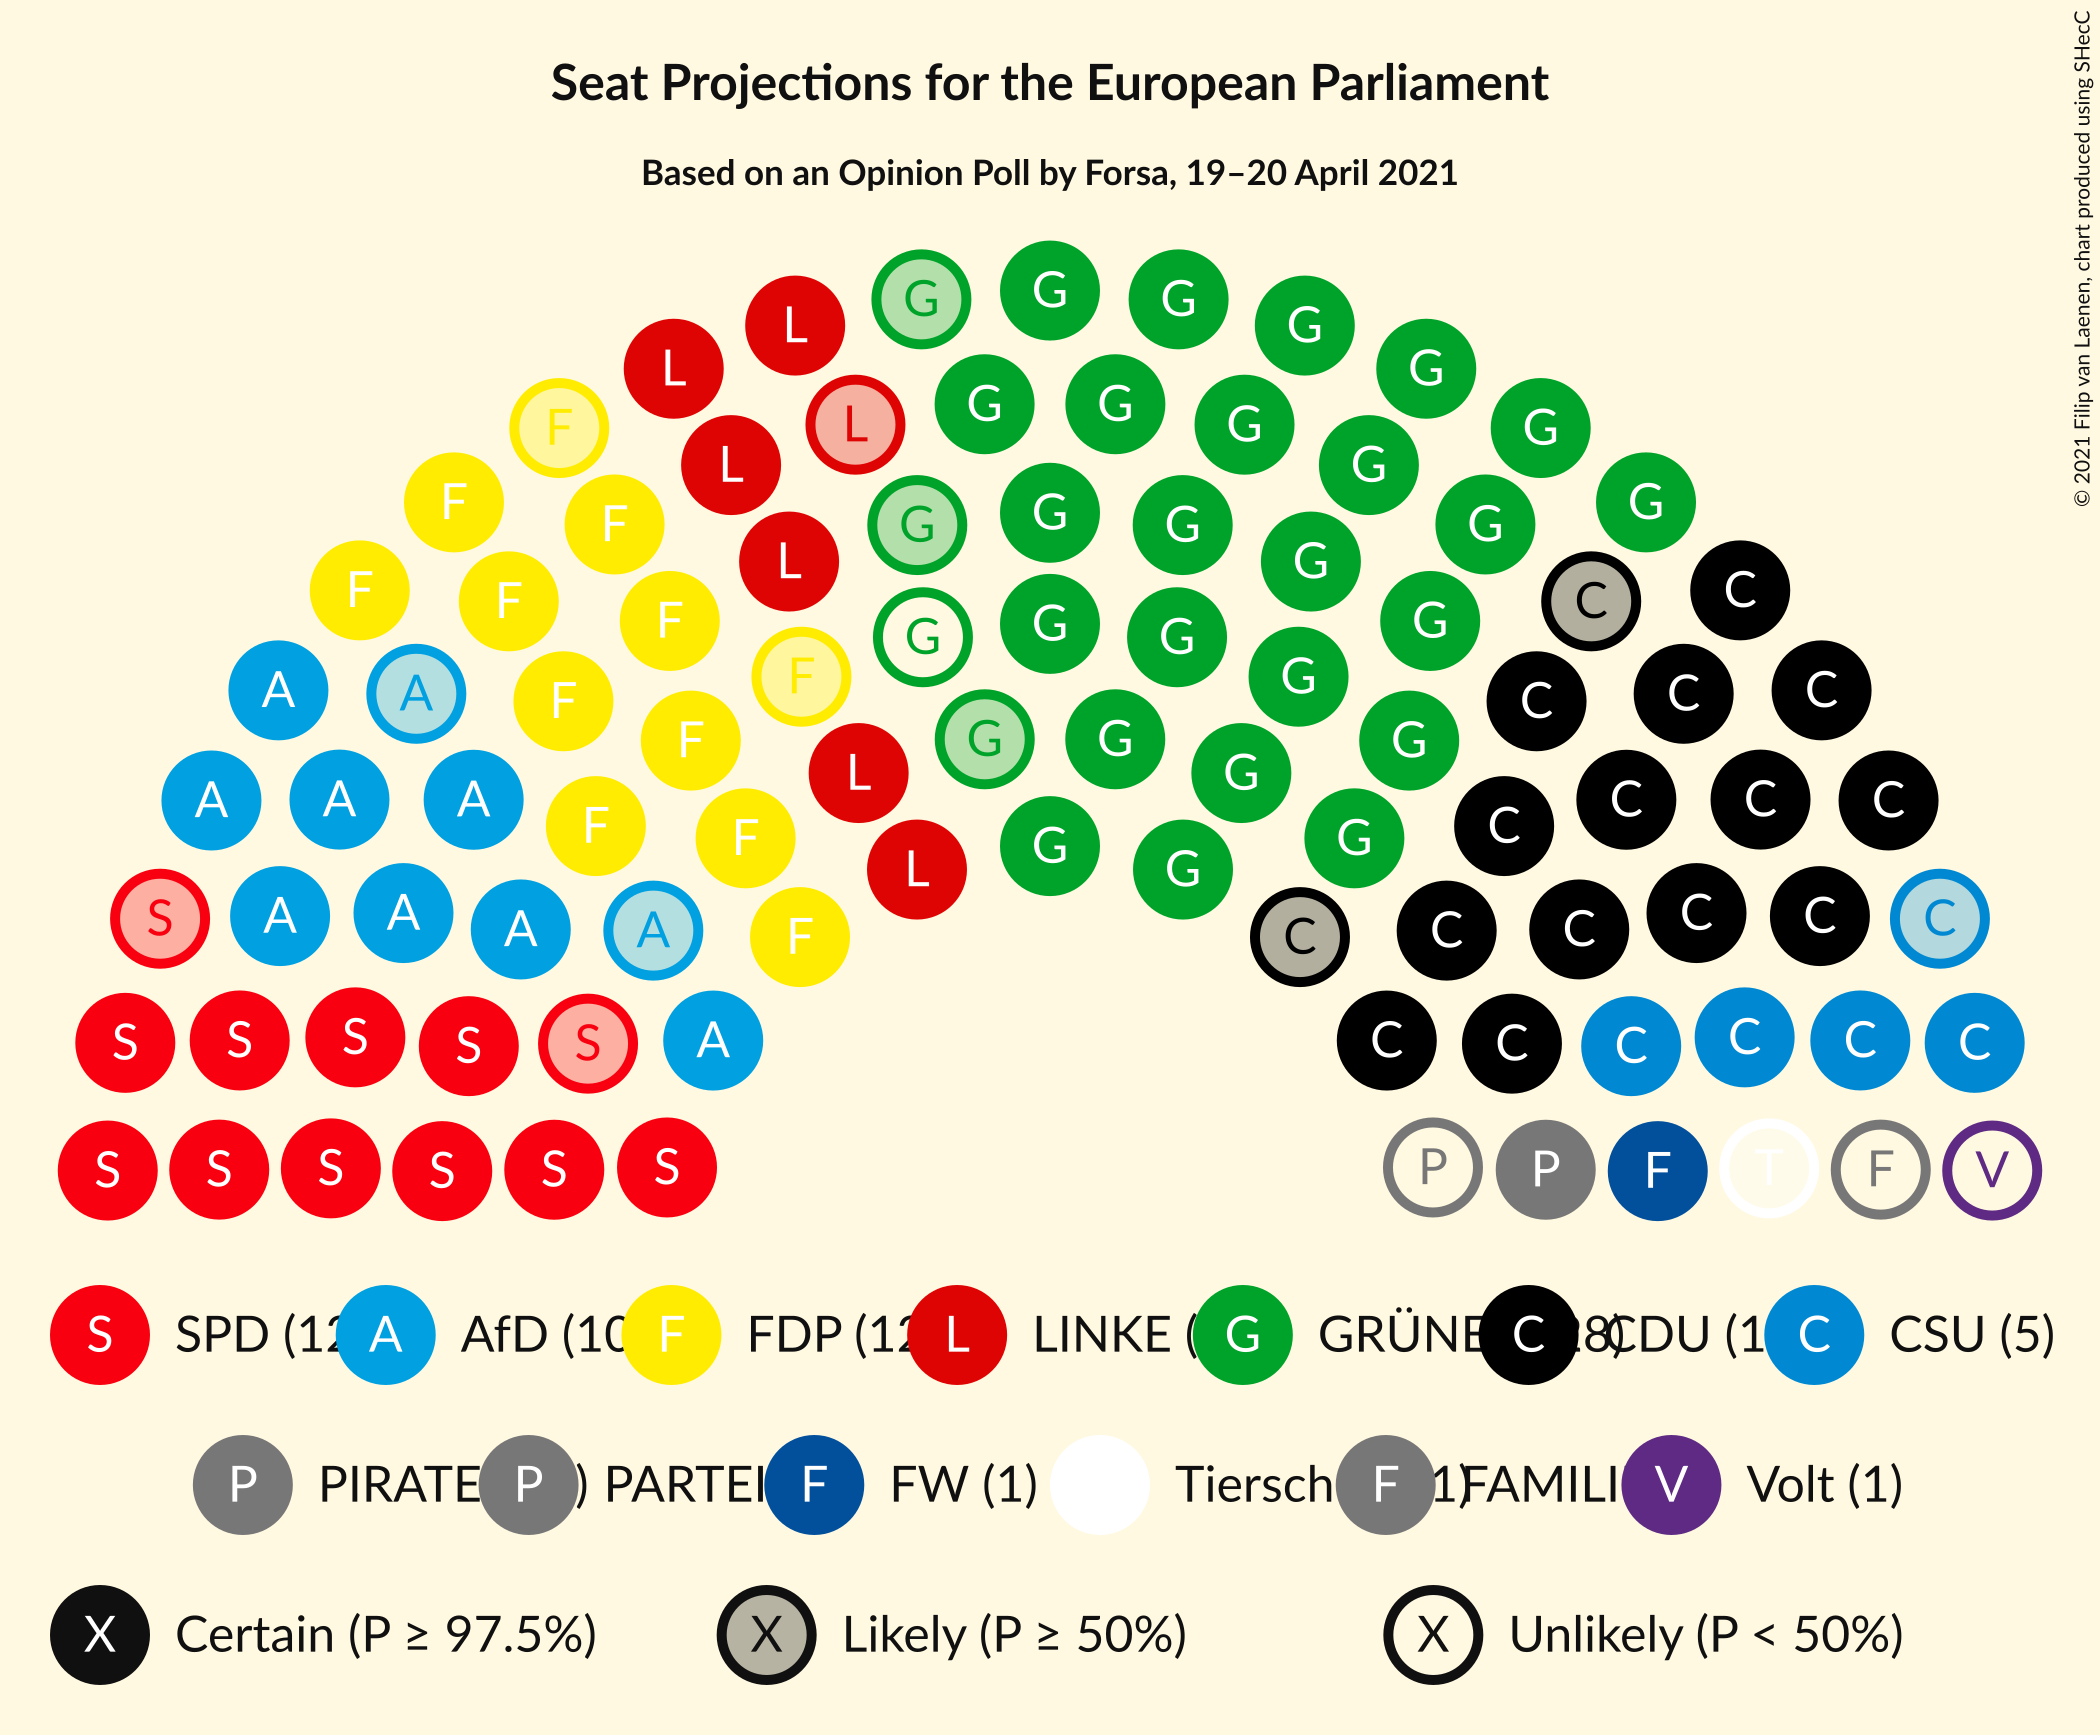 Seat Projections for the European Parliament
Based on an Opinion Poll by Forsa, 19–20 April 2021
© 2021 Filip van Laenen, chart produced using SHecC
G G G G G
L L G G G
F L L G G G G G
F F L G G G G G
F F F L G G G G G C C
A A F F F G G G G G C C C
A A A F F L G G G G C C C C
S A A A A F L G G C C C C C C
S S S S S A C C C C C C
S S S S S S P P F T F V
S SPD (12 A AfD (10 F FDP (12 L LINKE ( G GRÜNE C 28) CDU (1 C CSU (5)
P PIRATE P ) PARTEI F FW (1) Tiersch F 1) FAMILI V Volt (1)
X Certain (P ≥ 97.5%) X Likely (P ≥ 50%) X Unlikely (P < 50%)